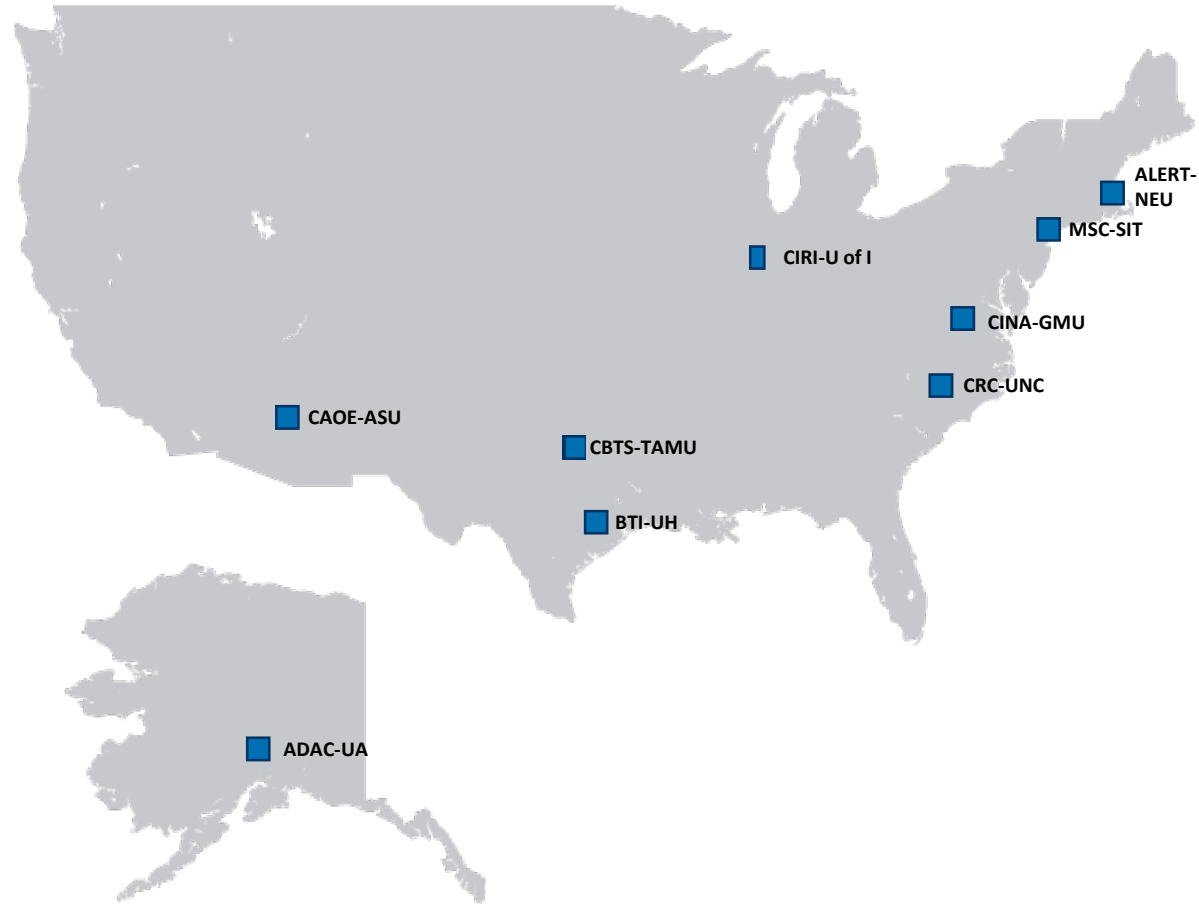 ALERT-
NEU
MSC-SIT
CIRI-U of I
CINA-GMU
CRC-UNC
CAOE-ASU
CBTS-TAMU
BTI-UH
ADAC-UA